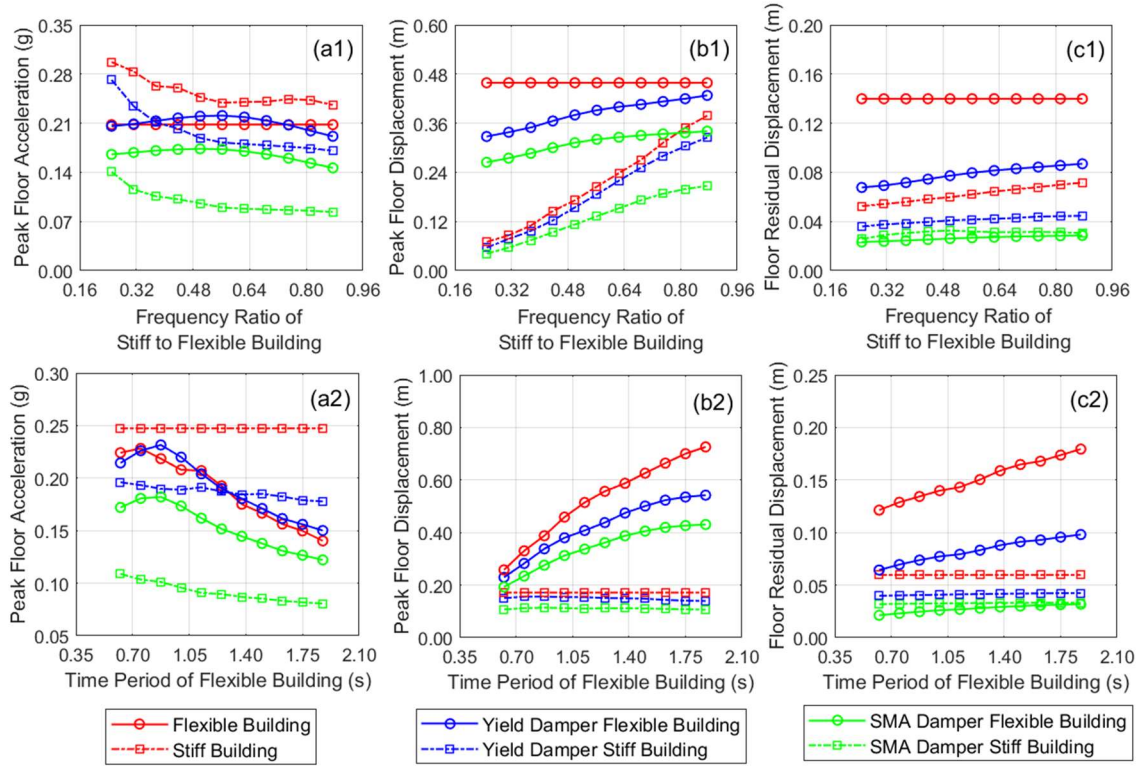 (a1)
Peak Floor Acceleration (g)
0.35
0.28
0.21
0.14
0.07
0.00
0.16 0.32 0.48 0.64 0.80 0.96
Frequency Ratio of
Stiff to Flexible Building
(b1)
Peak Floor Displacement (m)
0.60
0.48
0.36
0.24
0.12
0.00
0.16 0.32 0.48 0.64 0.80 0.96
Frequency Ratio of
Stiff to Flexible Building
(c1)
Floor Residual Displacement (m)
0.20
0.16
0.12
0.08
0.04
0.00
0.16 0.32 0.48 0.64 0.80 0.96
Frequency Ratio of
Stiff to Flexible Building
(a2)
Peak Floor Acceleration (g)
0.30
0.25
0.20
0.15
0.10
0.05
0.35 0.70 1.05 1.40 1.75 2.10
Time Period of Flexible Building (s)
(b2)
Peak Floor Displacement (m)
1.00
0.80
0.60
0.40
0.20
0.00
0.35 0.70 1.05 1.40 1.75 2.10
Time Period of Flexible Building (s)
(c2)
Floor Residual Displacement (m)
0.25
0.20
0.15
0.10
0.05
0.00
0.35 0.70 1.05 1.40 1.75 2.10
Time Period of Flexible Building (s)
Flexible Building
Stiff Building
Yield Damper Flexible Building
Yield Damper Stiff Building
SMA Damper Flexible Building
SMA Damper Stiff Building